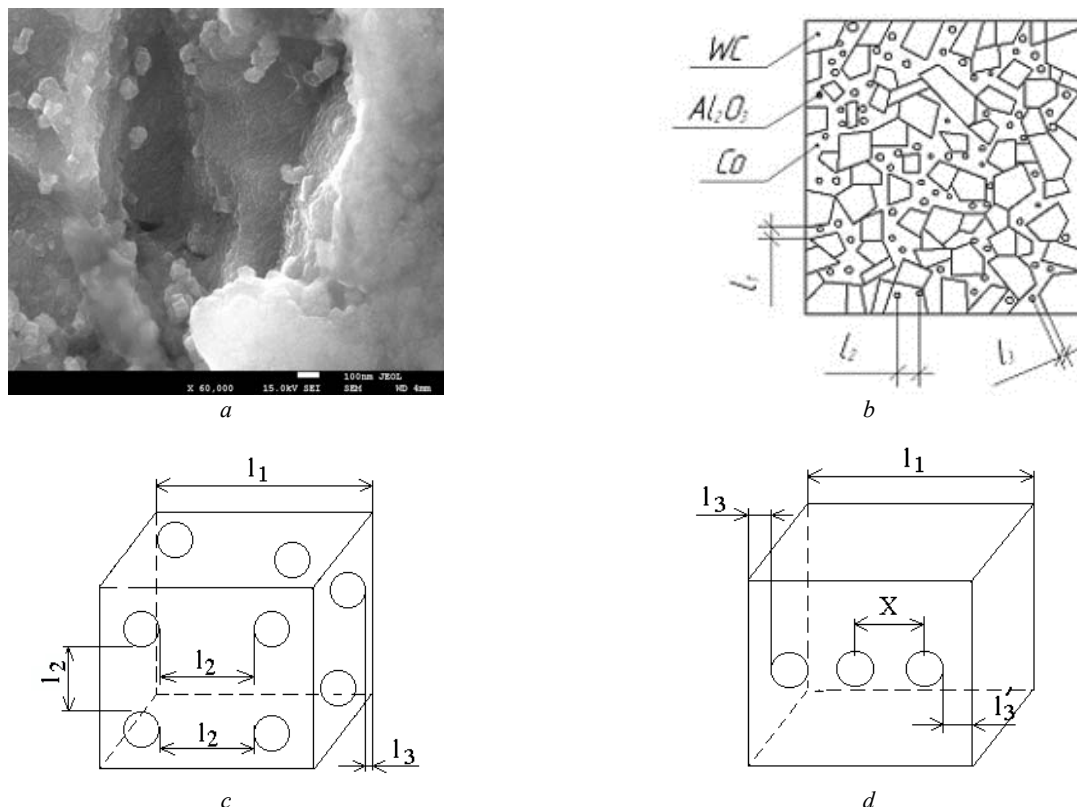 X 60,000 15.0kV SEI 100nm JEOL
SEM WD 4mm
a
WC
Al₂O₃
Co
l₁
l₂
l₃
b
l₁
l₂
l₂
l₂
l₃
c
l₁
l₃
X
l₃
d